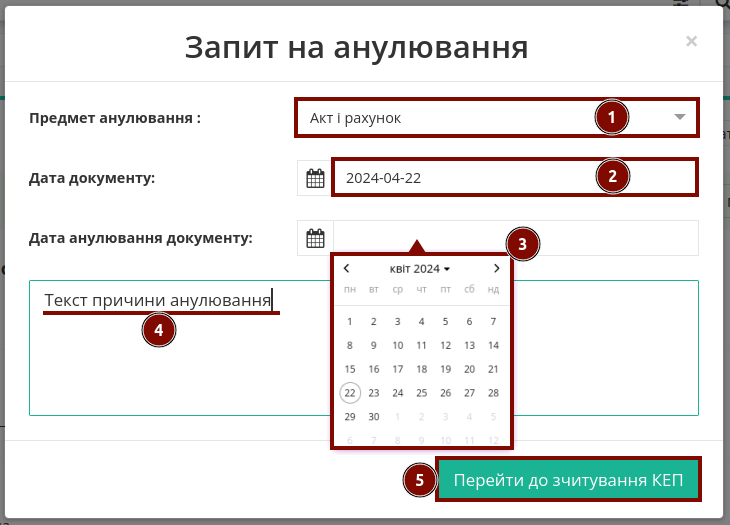 Запит на анулювання ×
Предмет анулювання : Акт і рахунок 1
Дата документу: 2024-04-22 2
Дата анулювання документу: 3
квіт 2024
пн вт ср чт пт сб нд
1 2 3 4 5 6 7
8 9 10 11 12 13 14
15 16 17 18 19 20 21
22 23 24 25 26 27 28
29 30 1 2 3 4 5
6 7 8 9 10 11 12
Текст причини анулювання
4
5 Перейти до зчитування КЕП